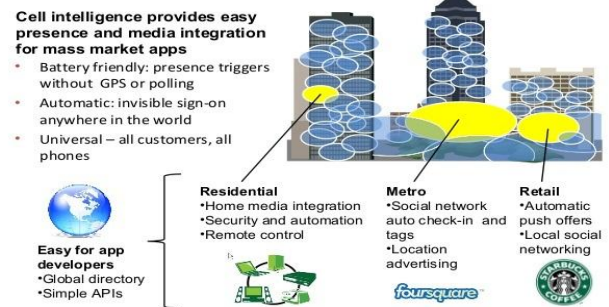 Cell intelligence provides easy
presence and media integration
for mass market apps
• Battery friendly: presence triggers
without GPS or polling
• Automatic: invisible sign-on
anywhere in the world
• Universal – all customers, all
phones
Easy for app
developers
•Global directory
•Simple APIs
Residential
•Home media integration
•Security and automation
•Remote control
Metro
•Social network
auto check-in and
tags
•Location
advertising
foursquare
Retail
•Automatic
push offers
•Local social
networking
STARBUCKS
COFFEE